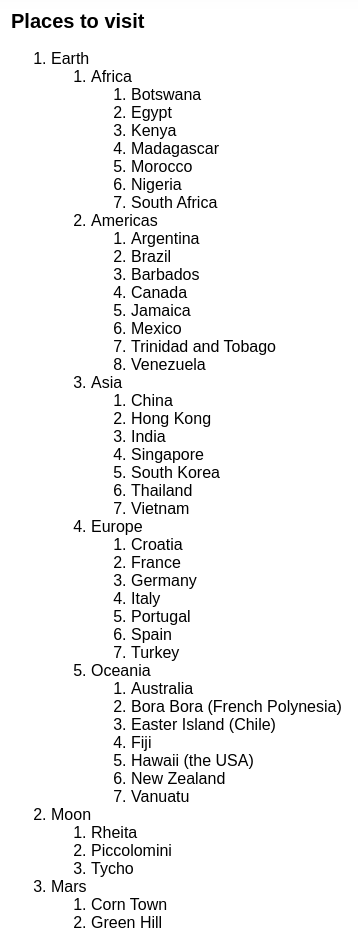 Places to visit
1. Earth
1. Africa
1. Botswana
2. Egypt
3. Kenya
4. Madagascar
5. Morocco
6. Nigeria
7. South Africa
2. Americas
1. Argentina
2. Brazil
3. Barbados
4. Canada
5. Jamaica
6. Mexico
7. Trinidad and Tobago
8. Venezuela
3. Asia
1. China
2. Hong Kong
3. India
4. Singapore
5. South Korea
6. Thailand
7. Vietnam
4. Europe
1. Croatia
2. France
3. Germany
4. Italy
5. Portugal
6. Spain
7. Turkey
5. Oceania
1. Australia
2. Bora Bora (French Polynesia)
3. Easter Island (Chile)
4. Fiji
5. Hawaii (the USA)
6. New Zealand
7. Vanuatu
2. Moon
1. Rheita
2. Piccolomini
3. Tycho
3. Mars
1. Corn Town
2. Green Hill